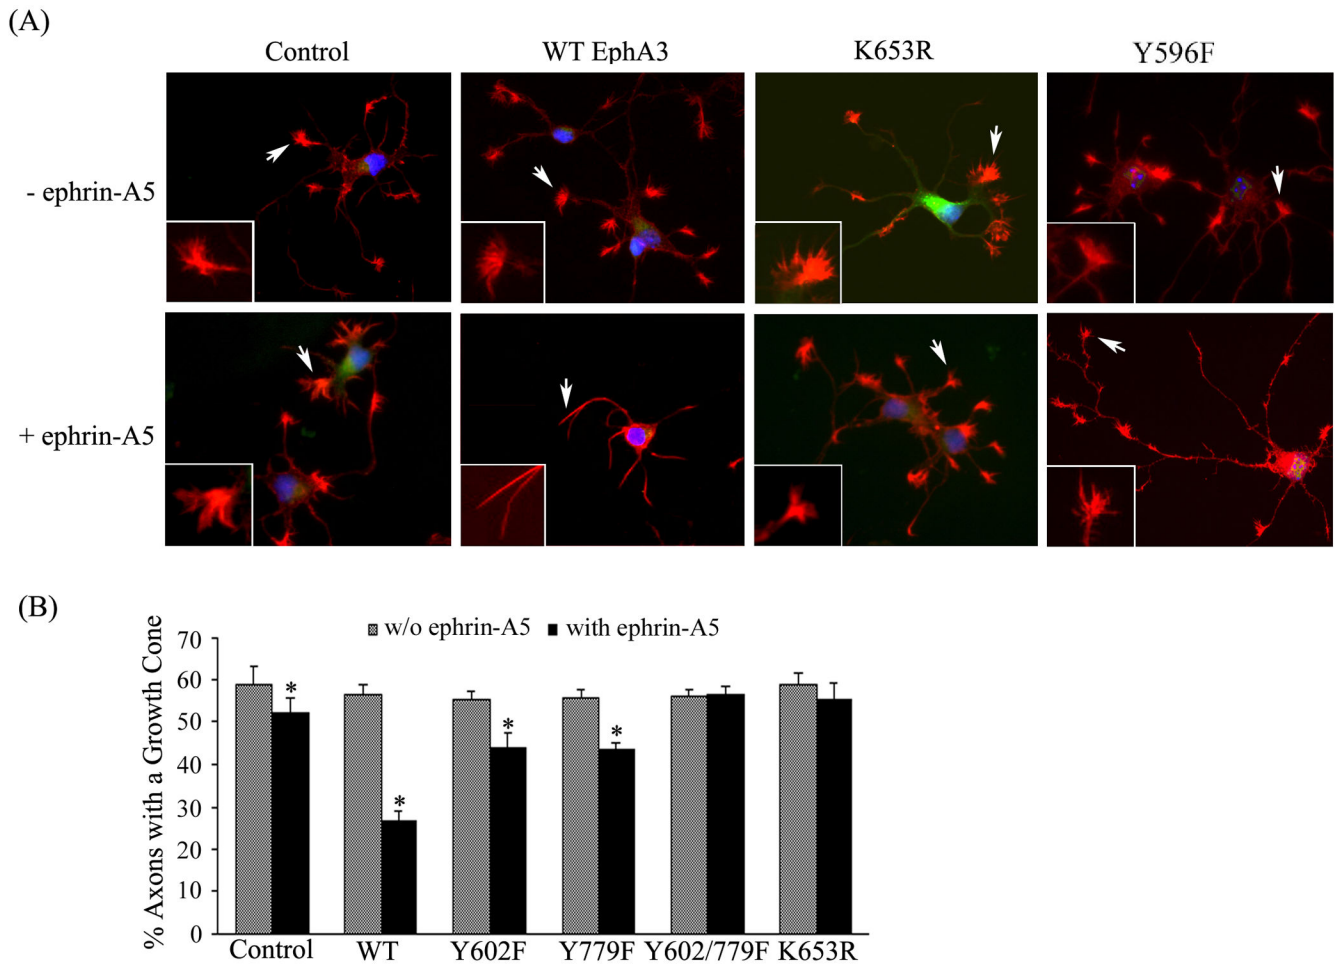 (A)
Control WT EphA3 K653R Y596F
- ephrin-A5
+ ephrin-A5
(B)
% Axons with a Growth Cone
w/o ephrin-A5 with ephrin-A5
70
60
50
40
30
20
10
0
* * * *
Control WT Y602F Y779F Y602/779F K653R